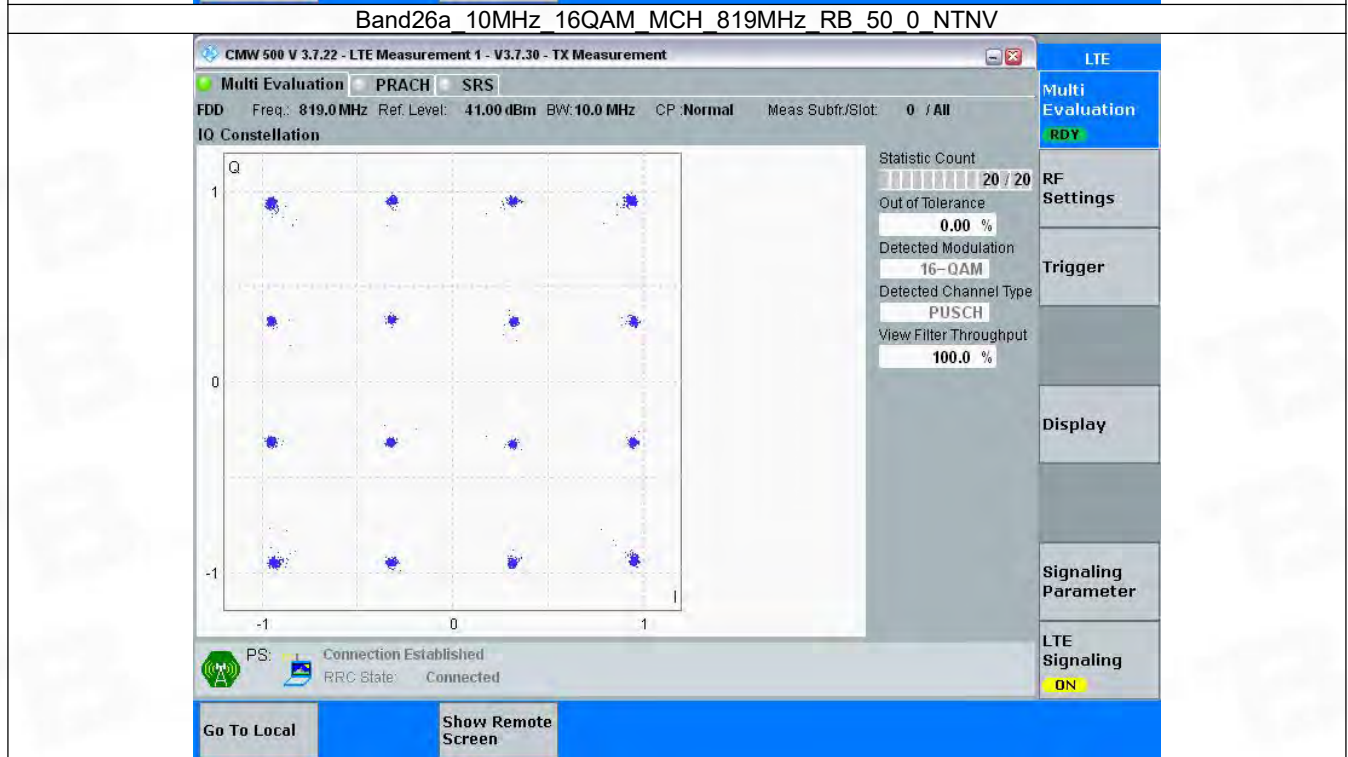 Band26a_10MHz_16QAM_MCH_819MHz_RB_50_0_NTNV
CMW 500 V 3.7.22 - LTE Measurement 1 - V3.7.30 - TX Measurement
LTE
Multi Evaluation PRACH SRS
FDD Freq.: 819.0 MHz Ref. Level: 41.00 dBm BW: 10.0 MHz CP :Normal Meas Subfr./Slot: 0 / All
IQ Constellation
Q
1
0
-1
I
-1 0 1
Statistic Count
20 / 20
Out of Tolerance
0.00 %
Detected Modulation
16-QAM
Detected Channel Type
PUSCH
View Filter Throughput
100.0 %
Multi
Evaluation
RDY
RF
Settings
Trigger
Display
Signaling
Parameter
LTE
Signaling
ON
PS: Connection Established
RRC State: Connected
Go To Local
Show Remote
Screen